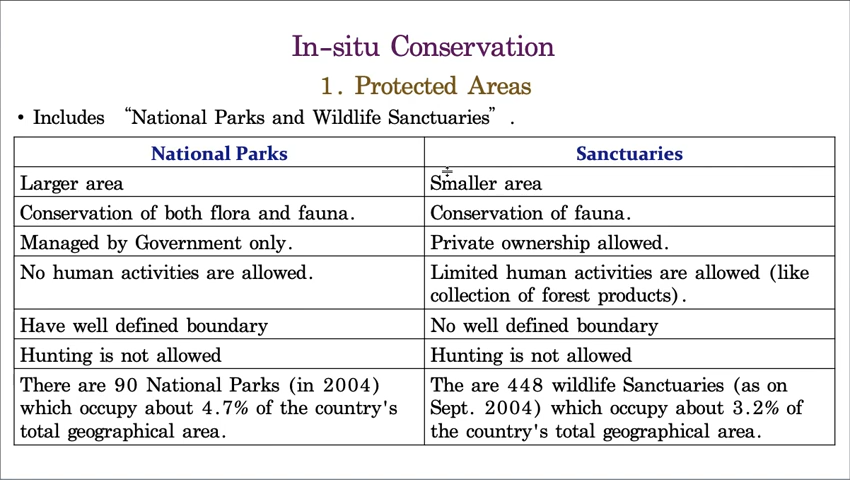 In-situ Conservation
1. Protected Areas
• Includes “National Parks and Wildlife Sanctuaries” .
National Parks
Sanctuaries
Larger area
Smaller area
Conservation of both flora and fauna.
Conservation of fauna.
Managed by Government only.
Private ownership allowed.
No human activities are allowed.
Limited human activities are allowed (like
collection of forest products).
Have well defined boundary
No well defined boundary
Hunting is not allowed
Hunting is not allowed
There are 90 National Parks (in 2004)
which occupy about 4.7% of the country's
total geographical area.
The are 448 wildlife Sanctuaries (as on
Sept. 2004) which occupy about 3.2% of
the country's total geographical area.